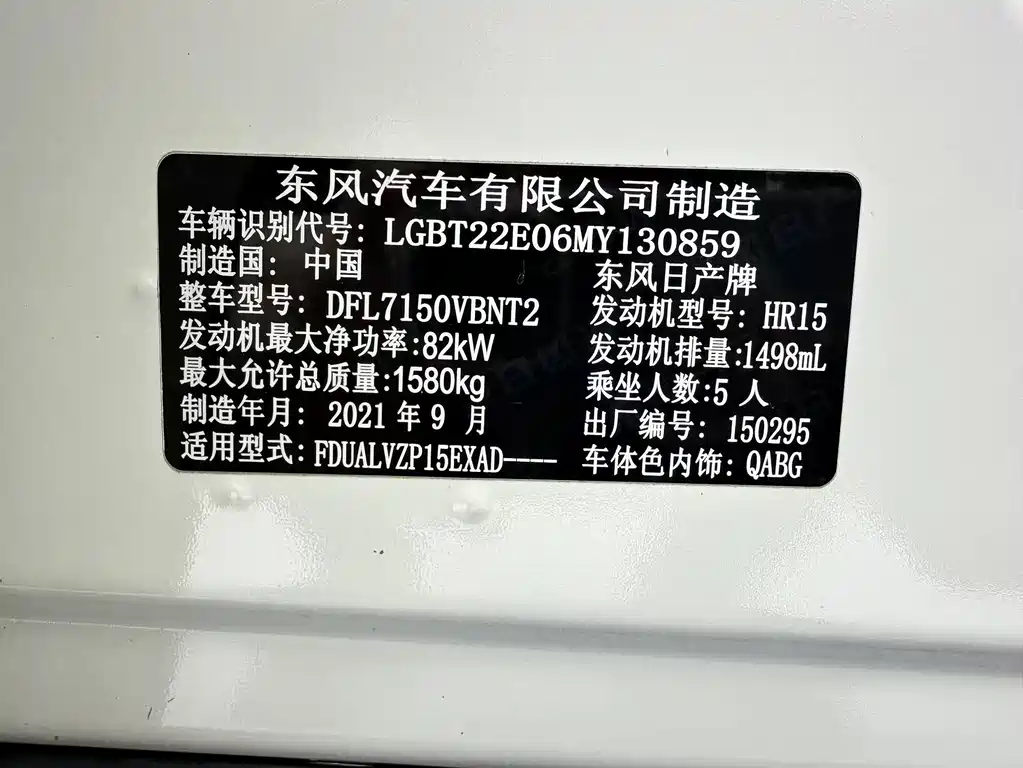 东风汽车有限公司制造
车辆识别代号: LGBT22E06MY130859
制造国: 中国 东风日产牌
整车型号: DFL7150VBNT2 发动机型号: HR15
发动机最大净功率:82kW 发动机排量:1498mL
最大允许总质量:1580kg 乘坐人数:5 人
制造年月: 2021 年 9 月 出厂编号: 150295
适用型式: FDUALVZP15EXAD---- 车体色内饰: QABG